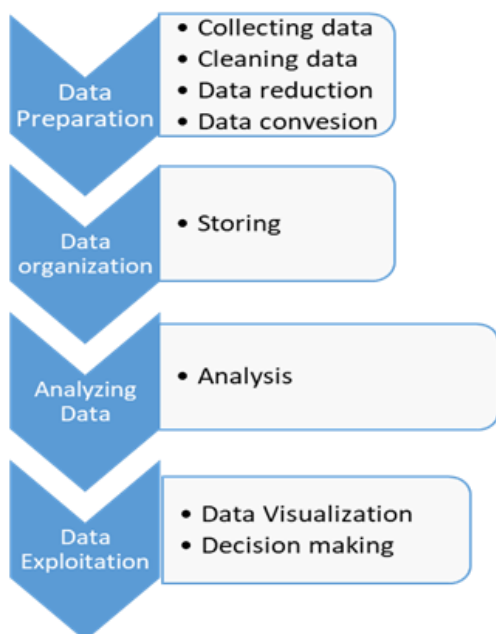 Data
Preparation
• Collecting data
• Cleaning data
• Data reduction
• Data convesion
Data
organization
• Storing
Analyzing
Data
• Analysis
Data
Exploitation
• Data Visualization
• Decision making